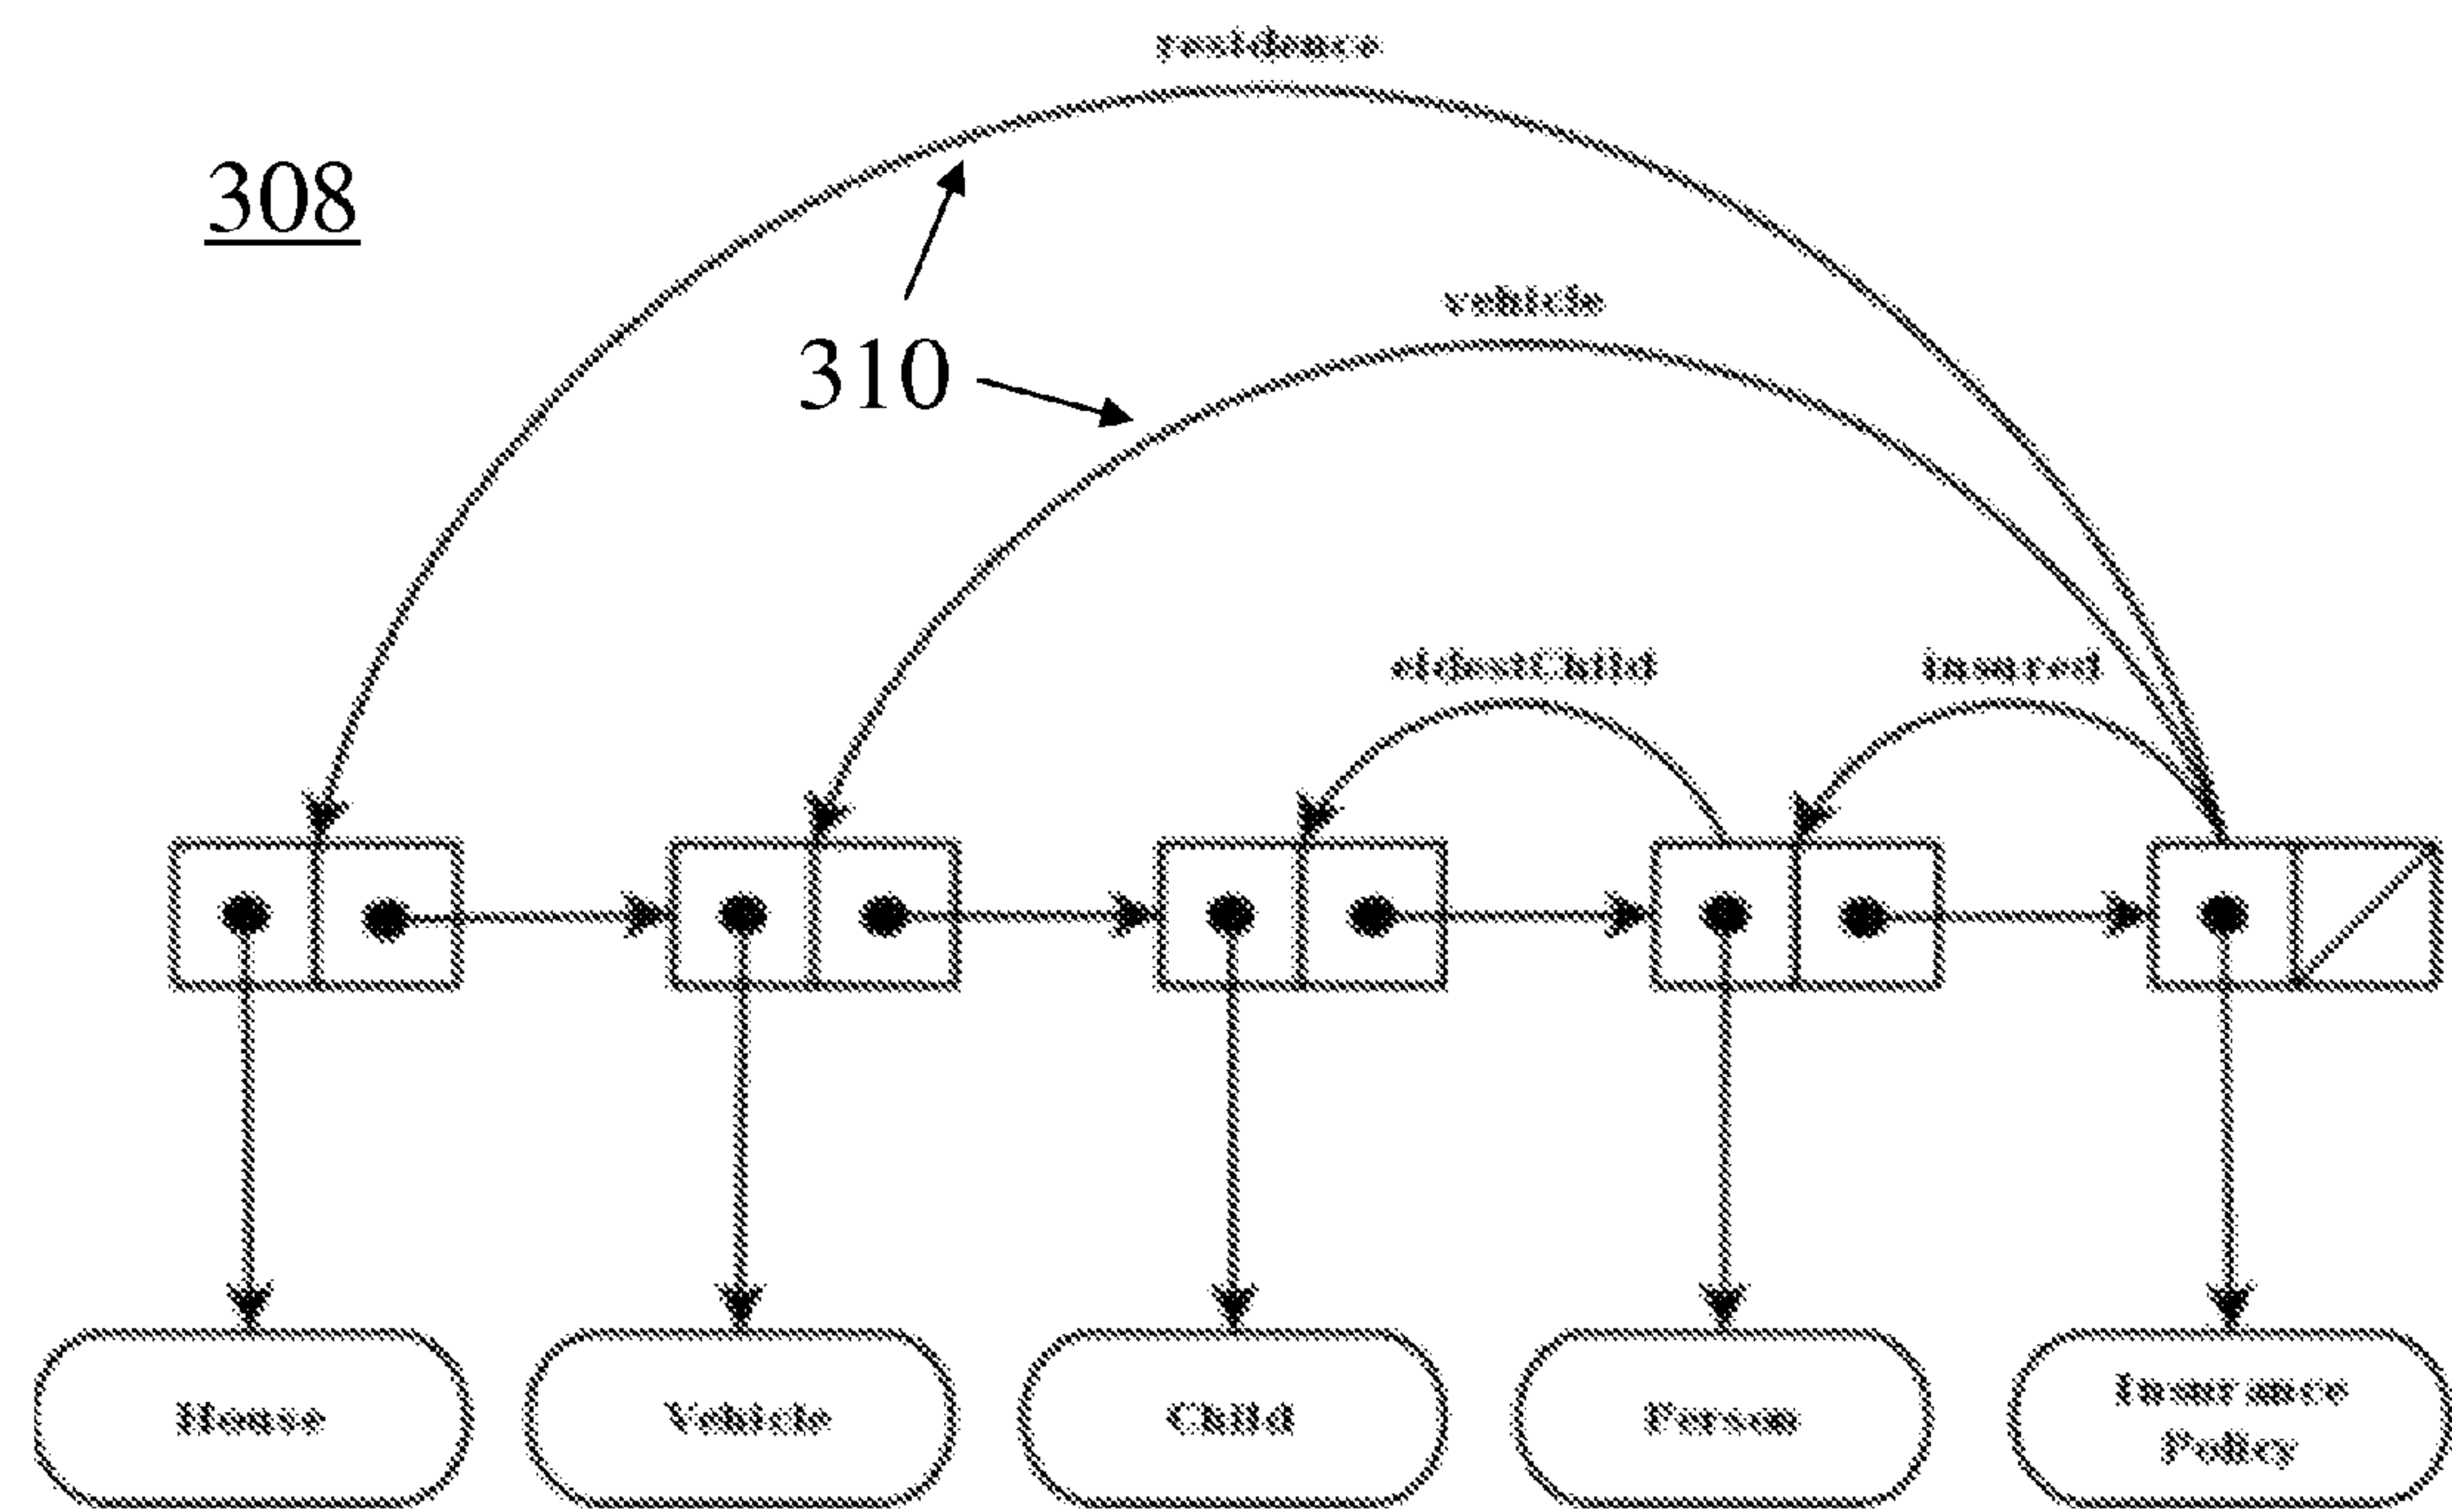 residence
308
vehicle
310
eldestChild
insured
House
Vehicle
Child
Person
Insurance
Policy